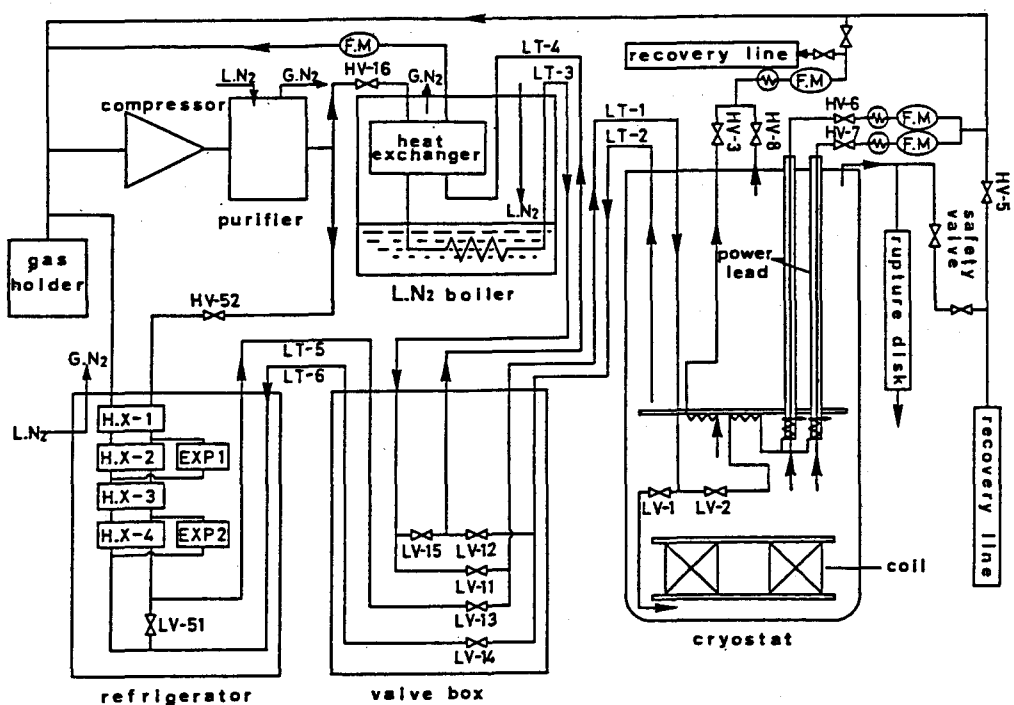 F.M
LT-4
recovery line
HV-16
G.N₂
LT-3
F.M
L.N₂
G.N₂
compressor
LT-1
HV-6
F.M
LT-2
HV-3
HV-8
HV-7
F.M
heat
exchanger
HV-5
L.N₂
purifier
safety
valve
gas
holder
power
lead
L.N₂ boiler
rupture disk
HV-52
G.N₂
LT-5
LT-6
H.X-1
L.N₂
H.X-2
EXP1
recovery line
H.X-3
LV-1
LV-2
H.X-4
EXP2
LV-15
LV-12
coil
LV-11
LV-13
LV-51
LV-14
cryostat
refrigerator
valve box